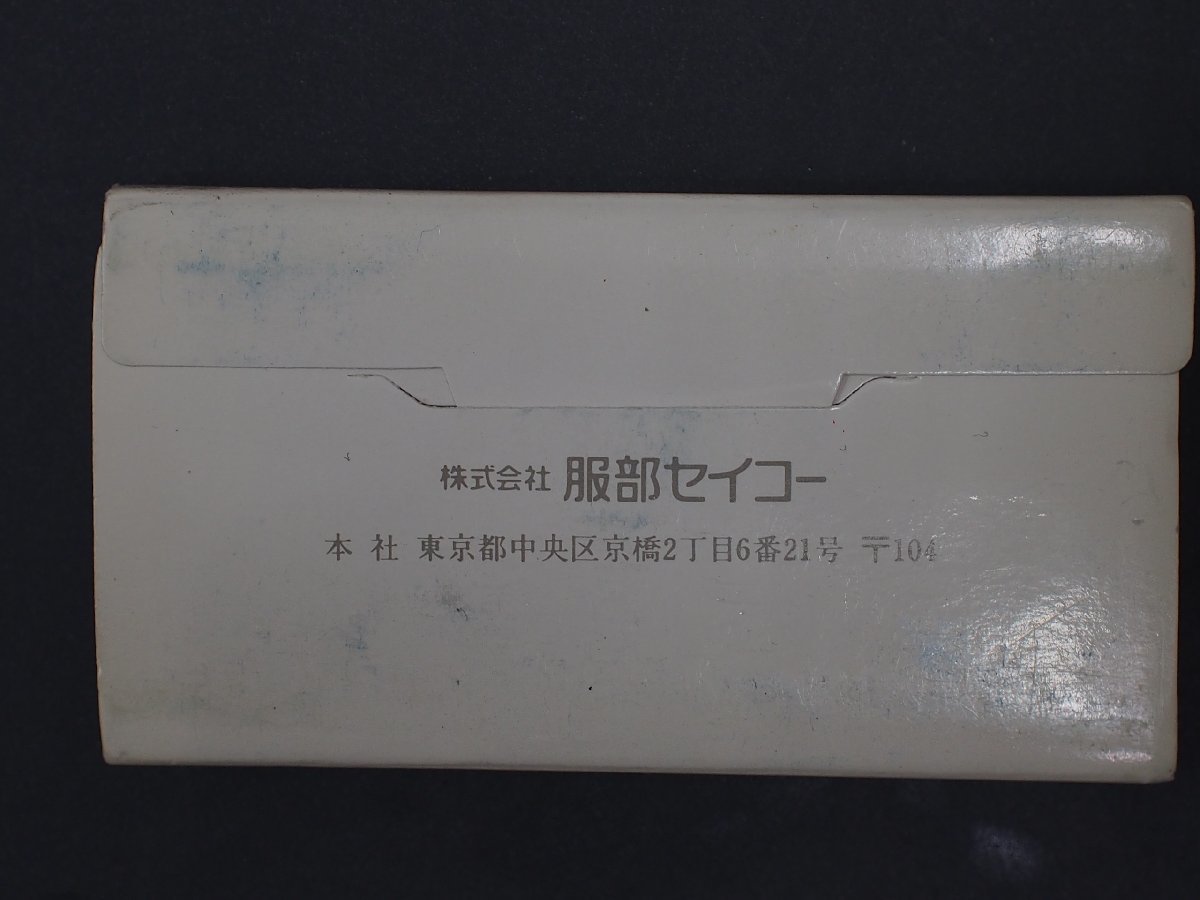 株式会社 服部セイコー
本 社 東京都中央区京橋2丁目6番21号 〒104